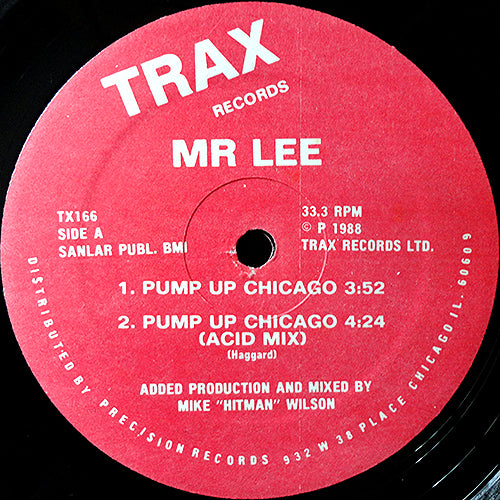 TRAX
RECORDS
MR LEE
TX166
SIDE A
SANLAR PUBL. BMI
33.3 RPM
© P 1988
TRAX RECORDS LTD.
1. PUMP UP CHICAGO 3:52
2. PUMP UP CHICAGO 4:24
(ACID MIX)
(Haggard)
ADDED PRODUCTION AND MIXED BY
MIKE "HITMAN" WILSON
DISTRIBUTED BY PRECISION RECORDS 932 W 38 PLACE CHICAGO IL. 60609